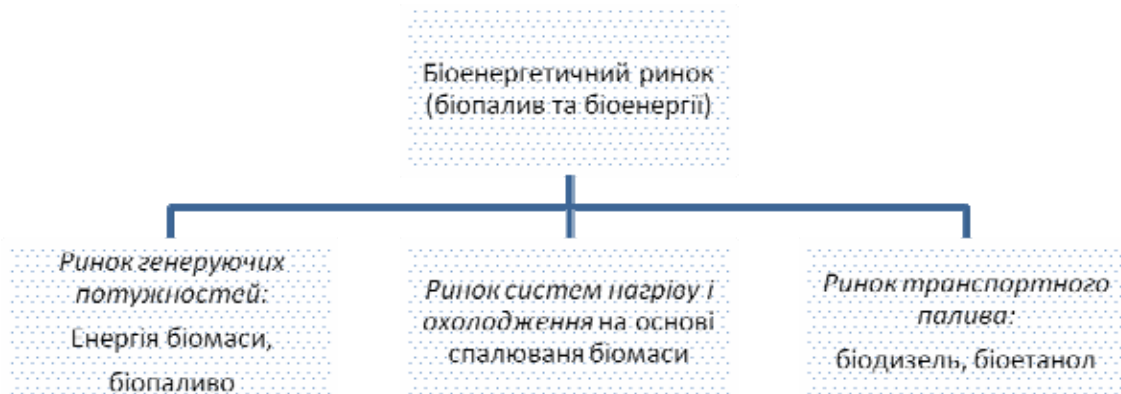 Біоенергетичний ринок
(біопалив та біоенергії)
Ринок генеруючих
потужностей:
Енергія біомаси,
біопаливо
Ринок систем нагріву і
охолодження на основі
спалюваня біомаси
Ринок транспортного
палива:
біодизель, біоетанол